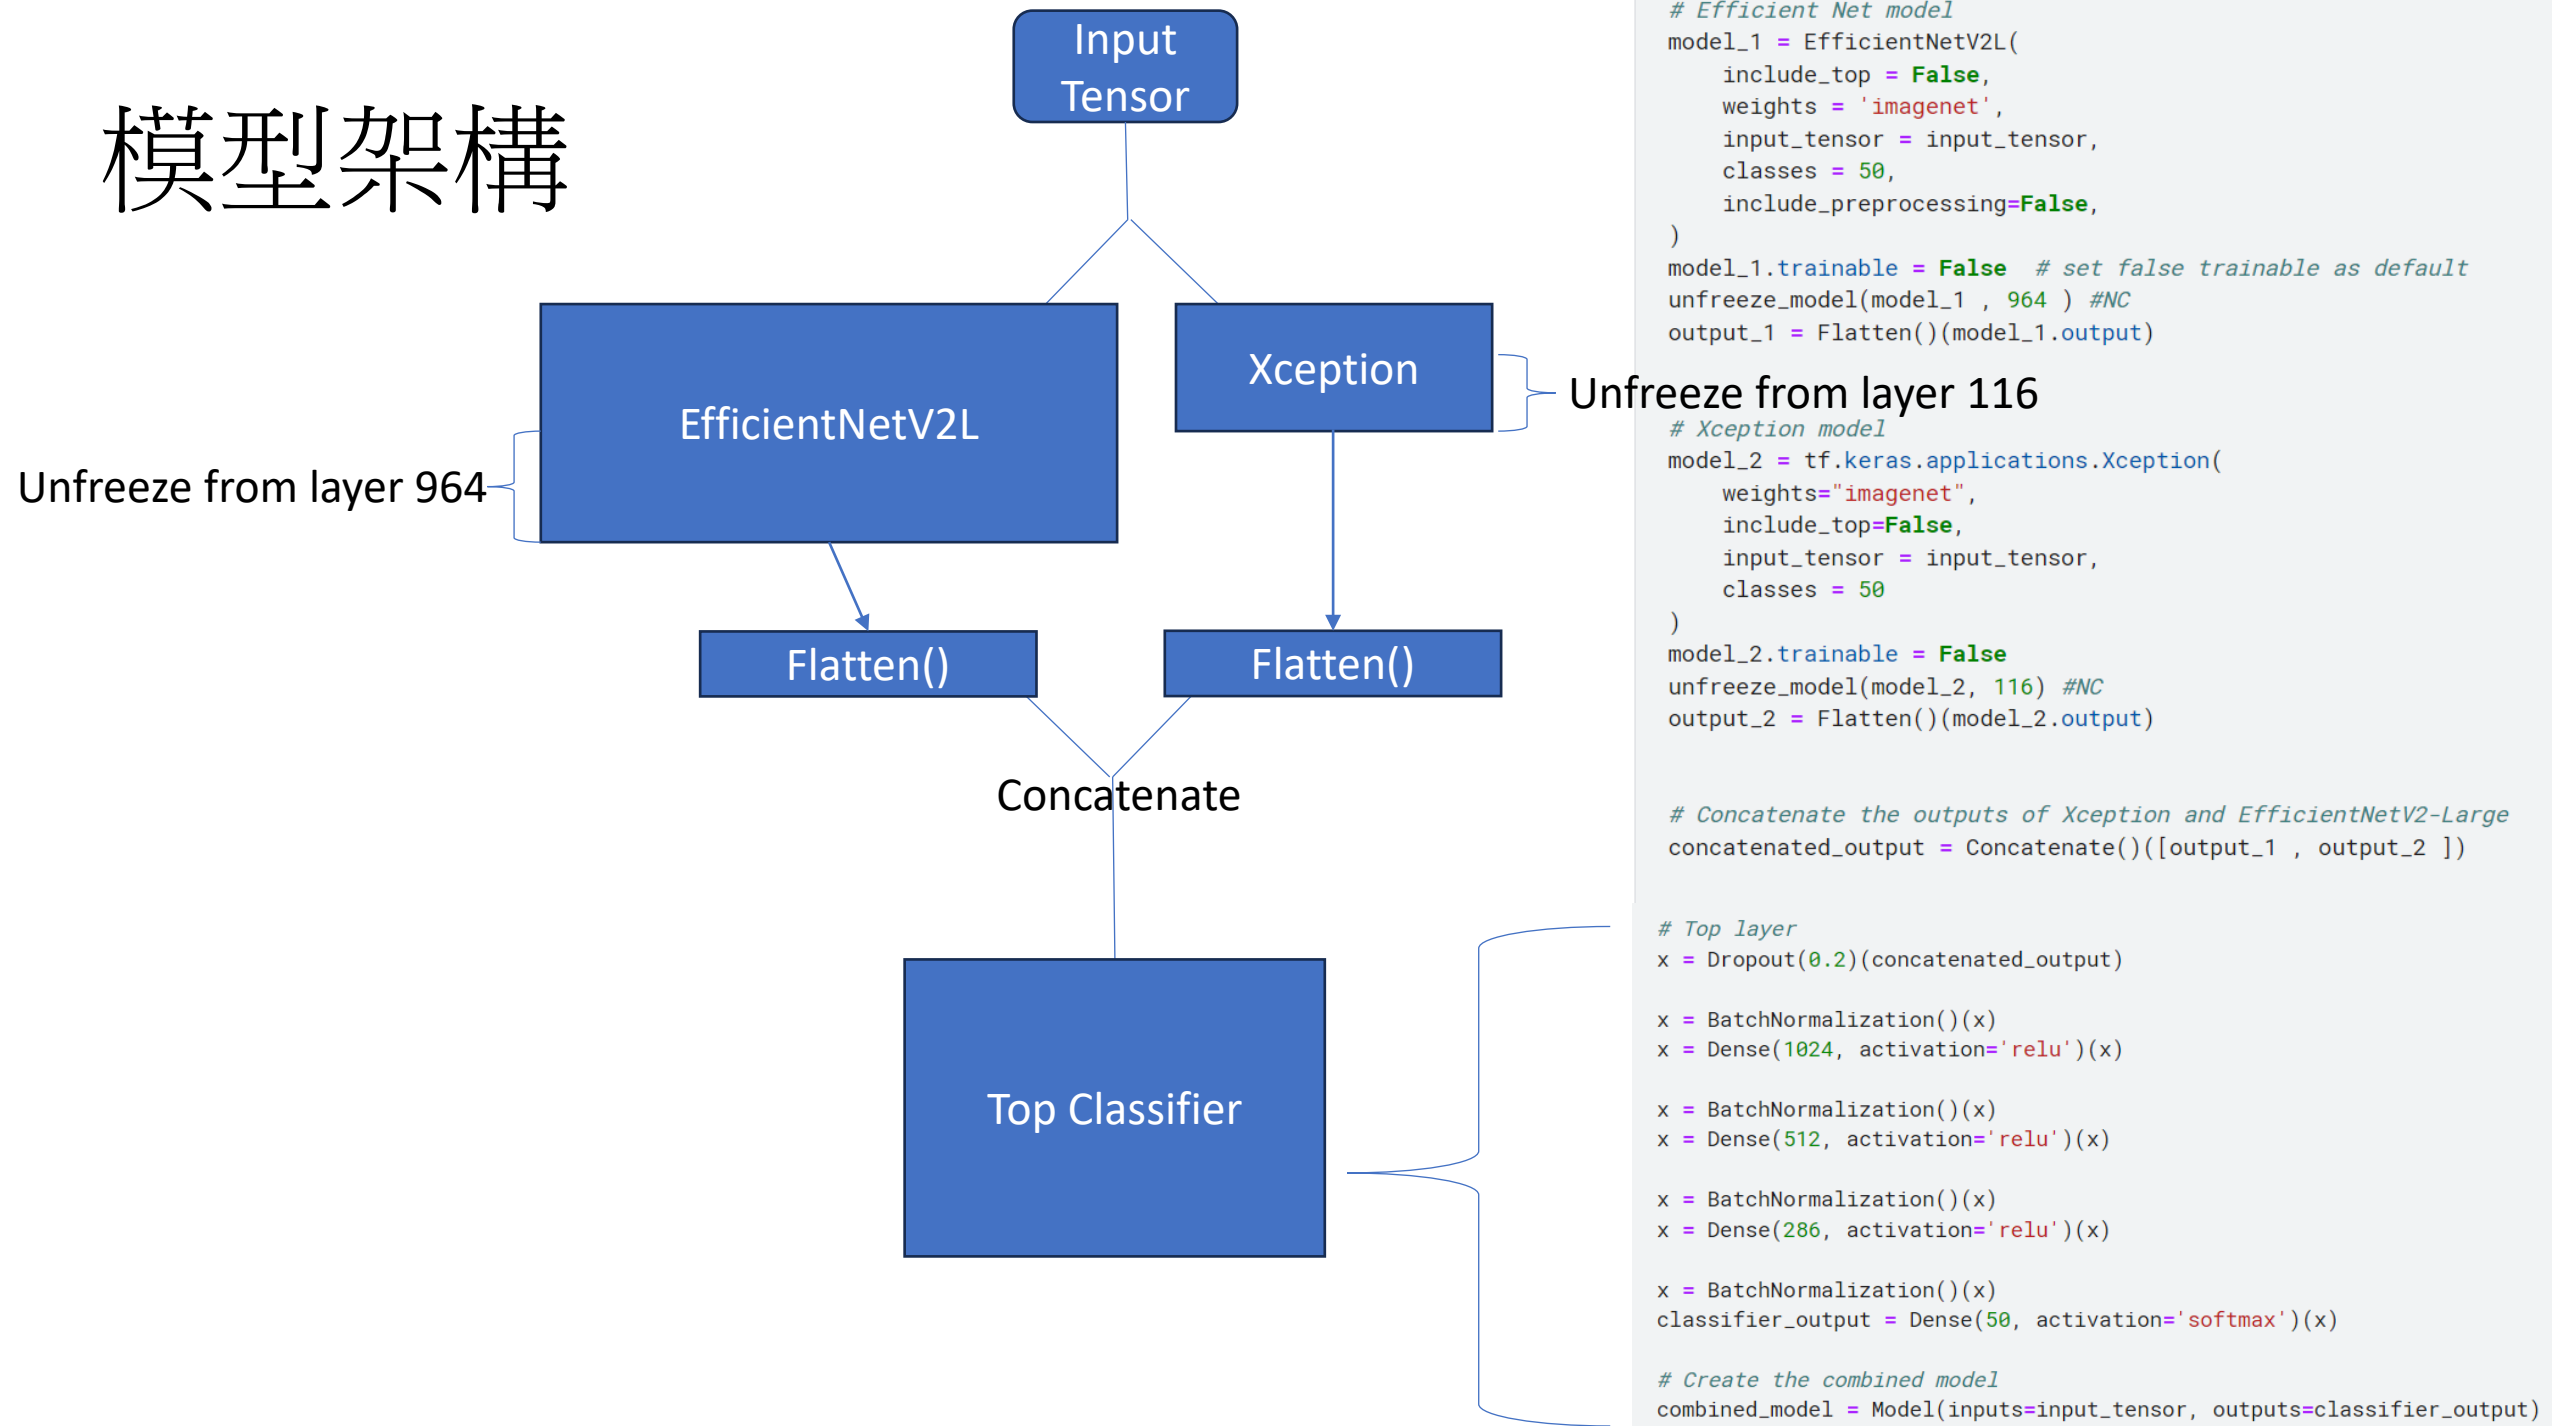 模型架構
Input
Tensor
EfficientNetV2L
Xception
Unfreeze from layer 116
Unfreeze from layer 964
Flatten()
Flatten()
Concatenate
Top Classifier
# Efficient Net model
model_1 = EfficientNetV2L(
    include_top = False,
    weights = 'imagenet',
    input_tensor = input_tensor,
    classes = 50,
    include_preprocessing=False,
)
model_1.trainable = False  # set false trainable as default
unfreeze_model(model_1 , 964 ) #NC
output_1 = Flatten()(model_1.output)
# Xception model
model_2 = tf.keras.applications.Xception(
    weights="imagenet",
    include_top=False,
    input_tensor = input_tensor,
    classes = 50
)
model_2.trainable = False
unfreeze_model(model_2, 116) #NC
output_2 = Flatten()(model_2.output)
# Concatenate the outputs of Xception and EfficientNetV2-Large
concatenated_output = Concatenate()([output_1 , output_2 ])
# Top layer
x = Dropout(0.2)(concatenated_output)
x = BatchNormalization()(x)
x = Dense(1024, activation='relu')(x)
x = BatchNormalization()(x)
x = Dense(512, activation='relu')(x)
x = BatchNormalization()(x)
x = Dense(286, activation='relu')(x)
x = BatchNormalization()(x)
classifier_output = Dense(50, activation='softmax')(x)
# Create the combined model
combined_model = Model(inputs=input_tensor, outputs=classifier_output)